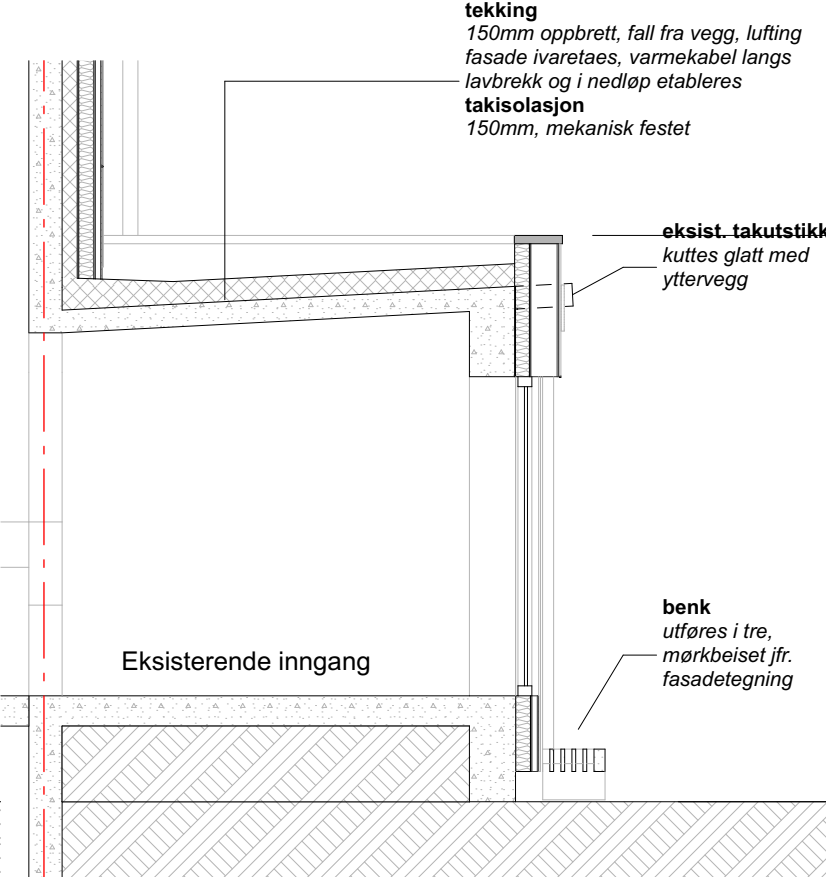 tekking
150mm oppbrett, fall fra vegg, lufting
fasade ivaretaes, varmekabel langs
lavbrekk og i nedløp etableres
takisolasjon
150mm, mekanisk festet
eksist. takutstikk
kuttes glatt med
yttervegg
benk
utføres i tre,
mørkbeiset jfr.
fasadetegning
Eksisterende inngang